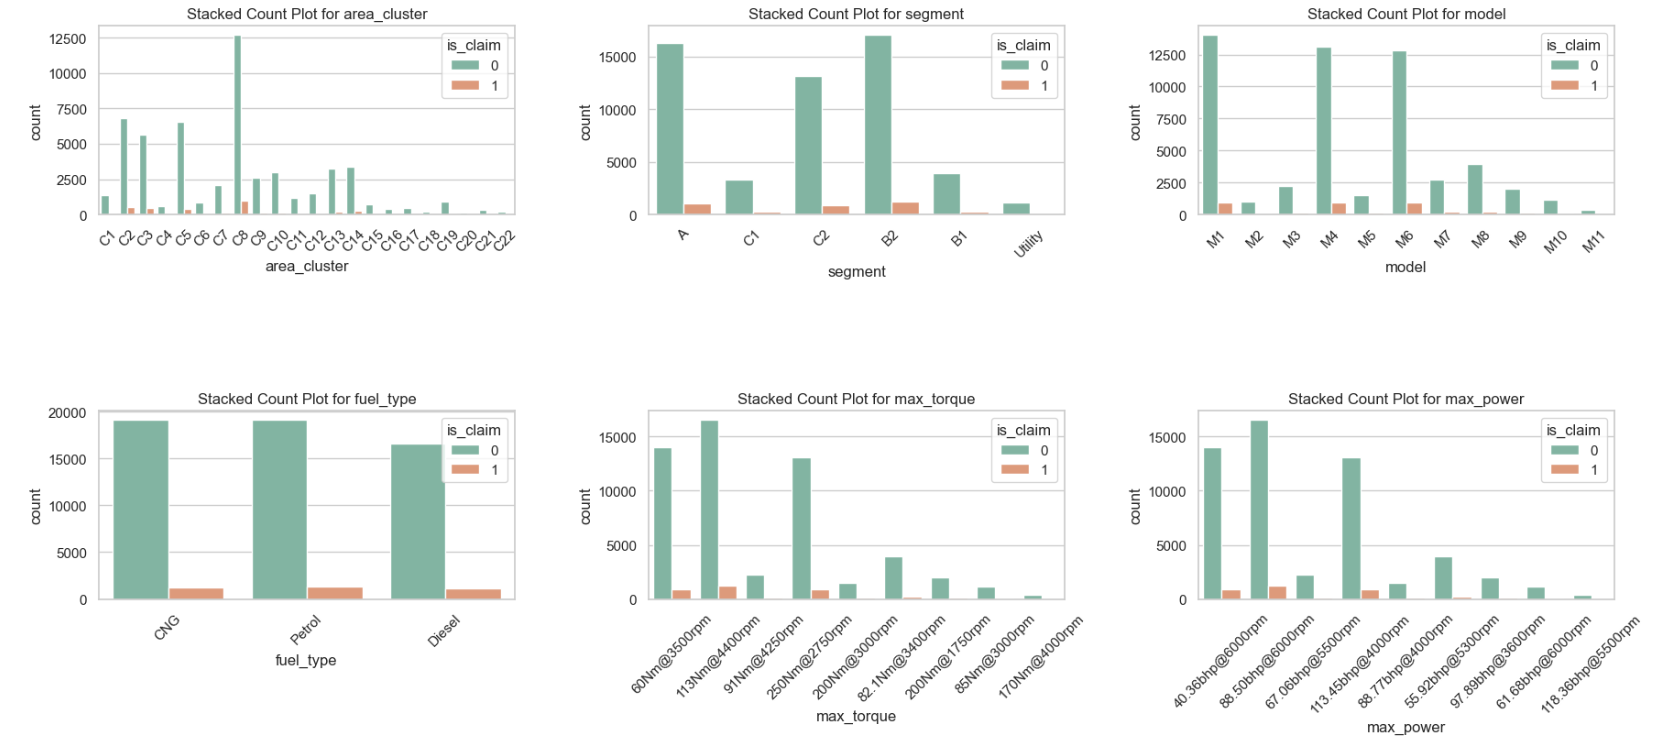 Stacked Count Plot for area_cluster
12500
10000
7500
5000
2500
0
count
is_claim
0
1
C1
C2
C3
C4
C5
C6
C7
C8
C9
C10
C11
C12
C13
C14
C15
C16
C17
C18
C19
C20
C21
C22
area_cluster
Stacked Count Plot for segment
15000
10000
5000
0
count
is_claim
0
1
A
C1
C2
B2
B1
Utility
segment
Stacked Count Plot for model
12500
10000
7500
5000
2500
0
count
is_claim
0
1
M1
M2
M3
M4
M5
M6
M7
M8
M9
M10
M11
model
Stacked Count Plot for fuel_type
20000
15000
10000
5000
0
count
is_claim
0
1
CNG
Petrol
Diesel
fuel_type
Stacked Count Plot for max_torque
15000
10000
5000
0
count
is_claim
0
1
60Nm@3500rpm
113Nm@4400rpm
91Nm@4250rpm
250Nm@2750rpm
200Nm@3000rpm
82.1Nm@3400rpm
200Nm@1750rpm
85Nm@3000rpm
170Nm@4000rpm
max_torque
Stacked Count Plot for max_power
15000
10000
5000
0
count
is_claim
0
1
40.36bhp@6000rpm
88.50bhp@6000rpm
67.06bhp@5500rpm
113.45bhp@4000rpm
88.77bhp@4000rpm
55.92bhp@5300rpm
97.89bhp@3600rpm
61.68bhp@6000rpm
118.36bhp@5500rpm
max_power